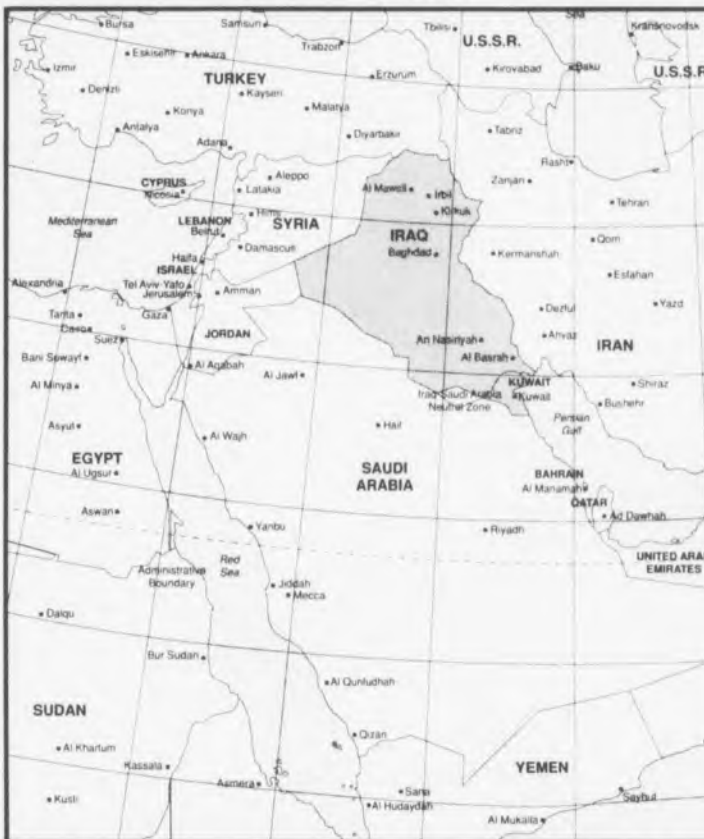 Bursa
Samsun
Tbilisi
Sea
Kransnovodsk
Trabzon
U.S.S.R.
Eskisehir
Ankara
Izmir
Erzurum
Kirovabad
Baku
U.S.S.R
TURKEY
Denizti
Kayseri
Konya
Malatya
Antalya
Diyarbakir
Tabriz
Adana
Rasht
Aleppo
Zanjan
CYPRUS
Nicosia
Latakia
Al Mawsil
Irbil
Tehran
Kirkuk
Mediterranean
Sea
LEBANON
Beirut
Hims
SYRIA
IRAQ
Qom
Damascus
Baghdad
Kermanshah
Haifa
ISRAEL
Esfahan
Alexandria
Tel Aviv-Yafo
Jerusalem
Amman
Yazd
Tanta
Gaza
Dezful
Cairo
Suez
JORDAN
An Nasiriyah
Ahvaz
IRAN
Bani Sowayf
Al Aqabah
Al Jawf
Al Basrah
Al Minya
KUWAIT
Kuwait
Shiraz
Iraq-Saudi Arabia
Neutral Zone
Bushehr
Persian
Gulf
Asyut
Al Wajh
Hail
EGYPT
SAUDI
ARABIA
Al Uqsur
BAHRAIN
Al Manamah
QATAR
Aswan
Ad Dawhah
Yanbu
Riyadh
UNITED ARA
EMIRATES
Red
Sea
Administrative
Boundary
Jiddah
Mecca
Dalqu
Bur Sudan
Al Qunfudhah
SUDAN
Qizan
Al Khartum
Kassala
YEMEN
Asmera
Sana
Sayhut
Kusti
Al Hudaydah
Al Mukalla